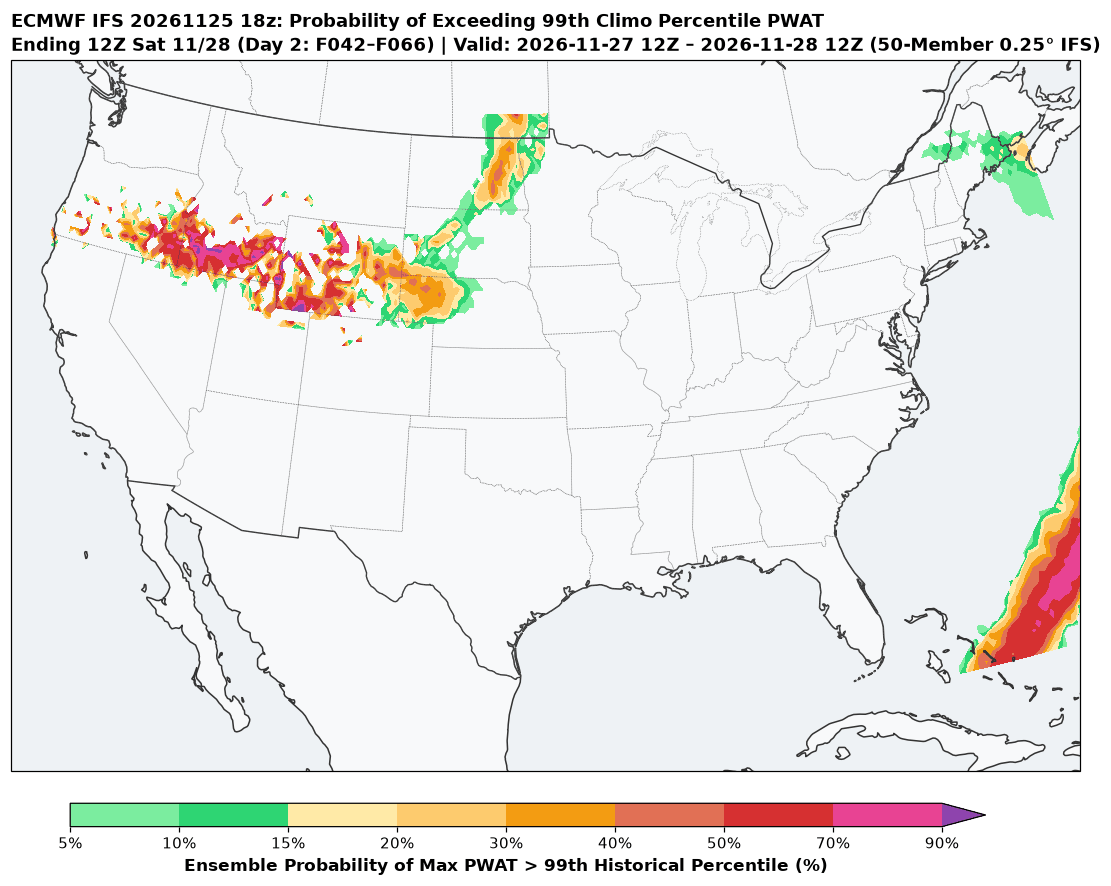 ECMWF IFS 20261125 18z: Probability of Exceeding 99th Climo Percentile PWAT
Ending 12Z Sat 11/28 (Day 2: F042–F066) | Valid: 2026-11-27 12Z – 2026-11-28 12Z (50-Member 0.25° IFS)
5% 10% 15% 20% 30% 40% 50% 70% 90%
Ensemble Probability of Max PWAT > 99th Historical Percentile (%)